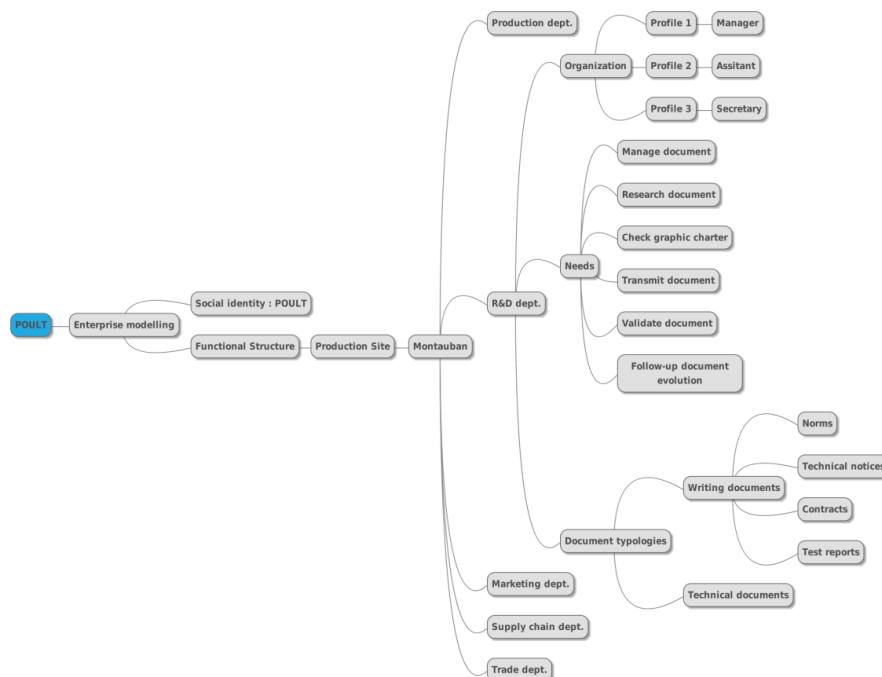 Production dept.
Profile 1
Manager
Organization
Profile 2
Assitant
Profile 3
Secretary
Manage document
Research document
Check graphic charter
Needs
Transmit document
Social identity : POULT
R&D dept.
POULT
Enterprise modelling
Validate document
Functional Structure
Production Site
Montauban
Follow-up document
evolution
Norms
Technical notices
Writing documents
Contracts
Document typologies
Test reports
Marketing dept.
Technical documents
Supply chain dept.
Trade dept.